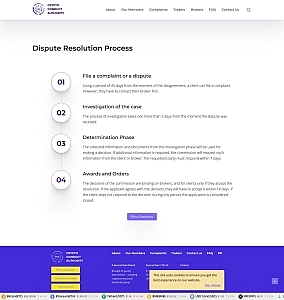 CRYPTO
CONDUCT
AUTHORITY
About Our Members Complaints Traders Brokers FAQ Contact Us
Dispute Resolution Process
01
File a complaint or a dispute
Using a period of 45 days from the moment of the disagreement, a client can file a complaint.
However, they have to contact their broker first.
02
Investigation of the case
The process of investigation takes not more than 5 days from the moment the dispute was
received.
03
Determination Phase
The collected information and documents from the investigation phase will be used for
making a decision. If additional information is required, the commission will request such
information from the client or broker. The requested party must respond within 7 days.
04
Awards and Orders
The decisions of the Commission are binding on brokers, and for clients only if they accept the
resolution. If the applicant agrees with the decision, they will have to accept it within 14 days. If
the client does not respond to the decision during this period, the application is considered
closed.
File a Complaint
CRYPTO
CONDUCT
AUTHORITY
About Our Members Complaints Traders Contact us FAQ
This site uses cookies to ensure you get the
best experience on our website.